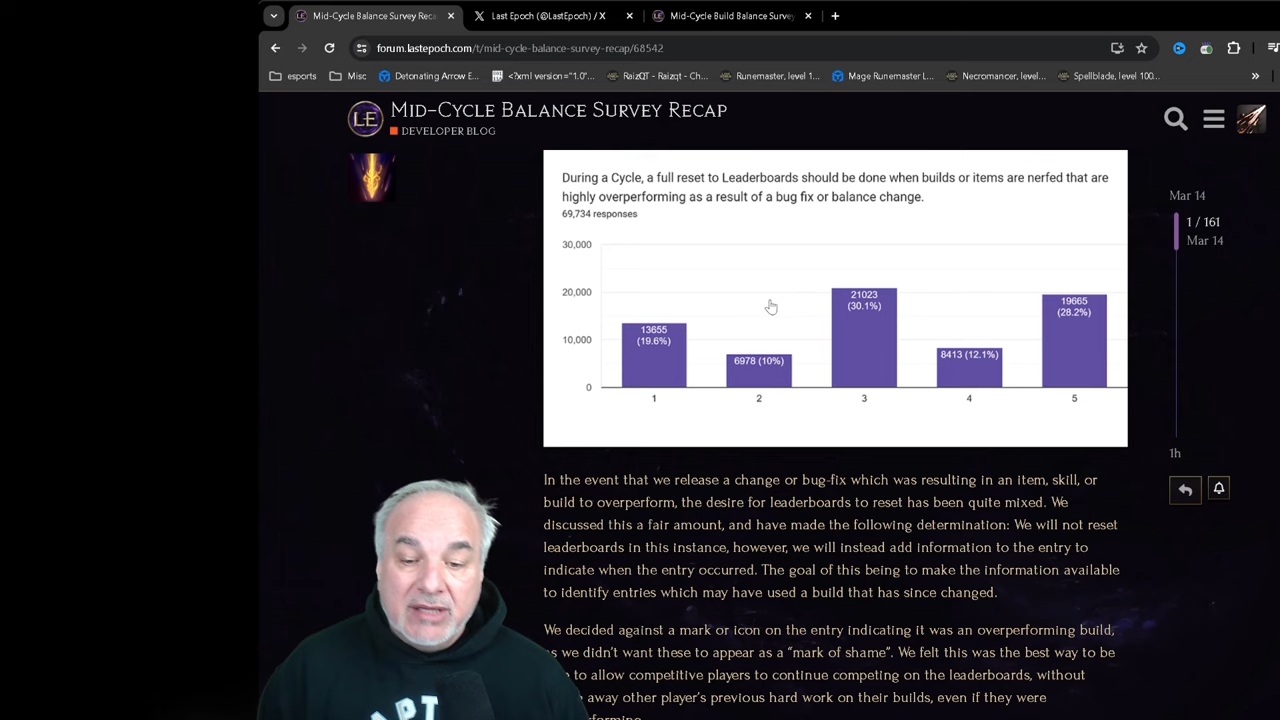 Mid-Cycle Balance Survey Reca
Last Epoch (@LastEpoch) / X
Mid-Cycle Build Balance Survey
forum.lastepoch.com/t/mid-cycle-balance-survey-recap/68542
esports
Misc
Detonating Arrow E...
<?xml version="1.0"...
RaizQT - Raizqt - Ch...
Runemaster, level 1...
Mage Runemaster L...
Necromancer, level...
Spellblade, level 100...
LE
Mid-Cycle Balance Survey Recap
DEVELOPER BLOG
During a Cycle, a full reset to Leaderboards should be done when builds or items are nerfed that are
highly overperforming as a result of a bug fix or balance change.
69,734 responses
30,000
20,000
10,000
0
13655
(19.6%)
6978 (10%)
21023
(30.1%)
8413 (12.1%)
19665
(28.2%)
1
2
3
4
5
Mar 14
1 / 161
Mar 14
1h
In the event that we release a change or bug-fix which was resulting in an item, skill, or
build to overperform, the desire for leaderboards to reset has been quite mixed. We
discussed this a fair amount, and have made the following determination: We will not reset
leaderboards in this instance, however, we will instead add information to the entry to
indicate when the entry occurred. The goal of this being to make the information available
to identify entries which may have used a build that has since changed.
We decided against a mark or icon on the entry indicating it was an overperforming build,
as we didn't want these to appear as a "mark of shame". We felt this was the best way to be
to allow competitive players to continue competing on the leaderboards, without
away other player's previous hard work on their builds, even if they were